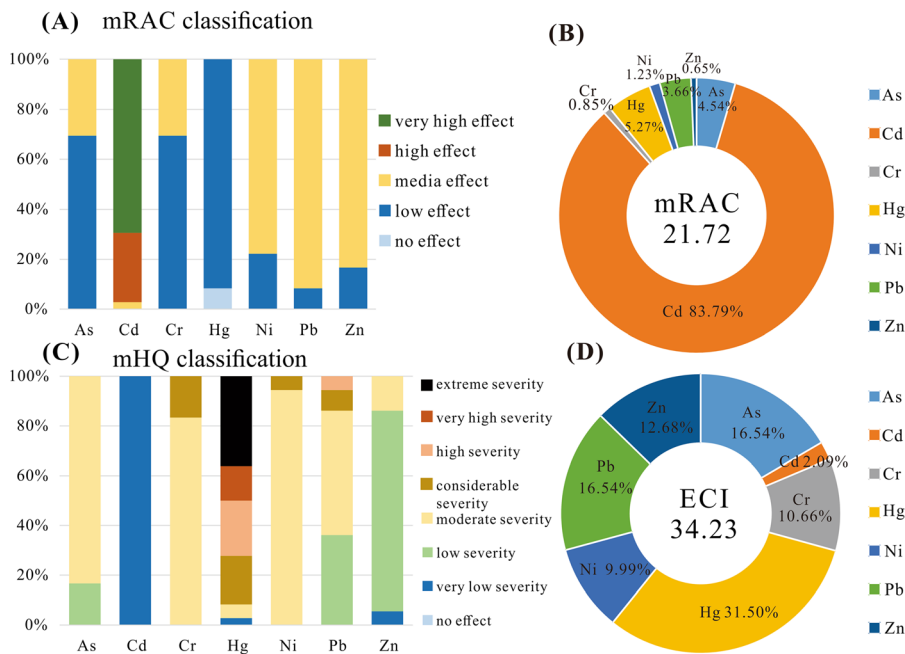 (A) mRAC classification
100%
80%
60%
40%
20%
0%
As Cd Cr Hg Ni Pb Zn
very high effect
high effect
media effect
low effect
no effect
(B)
Zn
0.65%
Ni
1.23%
Pb
3.66%
As
4.54%
Cr
0.85%
Hg
5.27%
mRAC
21.72
Cd 83.79%
As
Cd
Cr
Hg
Ni
Pb
Zn
(C) mHQ classification
100%
80%
60%
40%
20%
0%
As Cd Cr Hg Ni Pb Zn
extreme severity
very high severity
high severity
considerable
severity
moderate severity
low severity
very low severity
no effect
(D)
Zn
12.68%
As
16.54%
Cd 2.09%
Pb
16.54%
Cr
10.66%
ECI
34.23
Ni 9.99%
Hg 31.50%
As
Cd
Cr
Hg
Ni
Pb
Zn